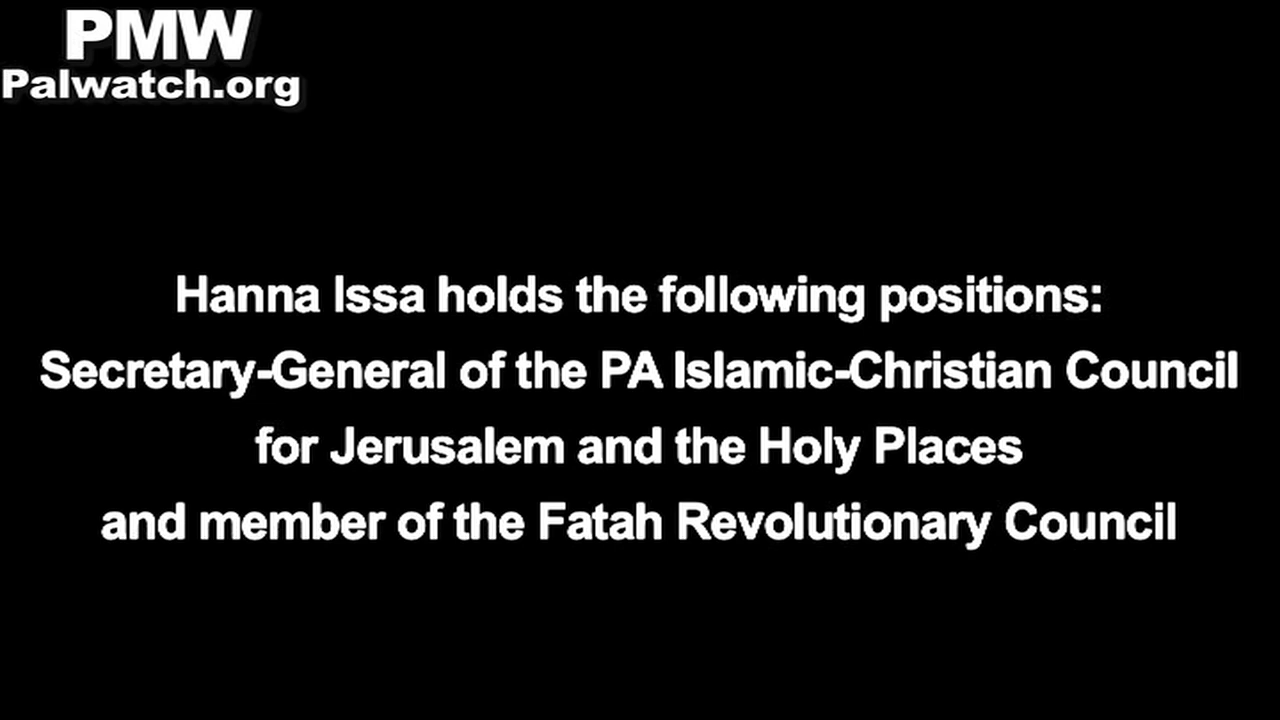 PMW
Palwatch.org
Hanna Issa holds the following positions:
Secretary-General of the PA Islamic-Christian Council
for Jerusalem and the Holy Places
and member of the Fatah Revolutionary Council